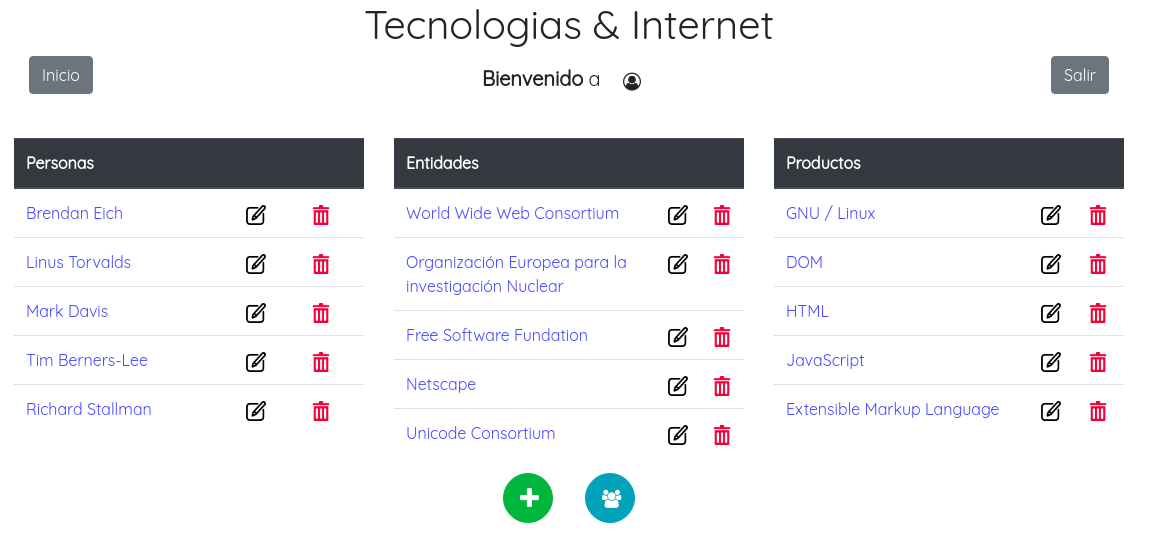 Tecnologias & Internet
Inicio
Bienvenido a
Salir
Personas
Brendan Eich
Linus Torvalds
Mark Davis
Tim Berners-Lee
Richard Stallman
Entidades
World Wide Web Consortium
Organización Europea para la
investigación Nuclear
Free Software Fundation
Netscape
Unicode Consortium
Productos
GNU / Linux
DOM
HTML
JavaScript
Extensible Markup Language